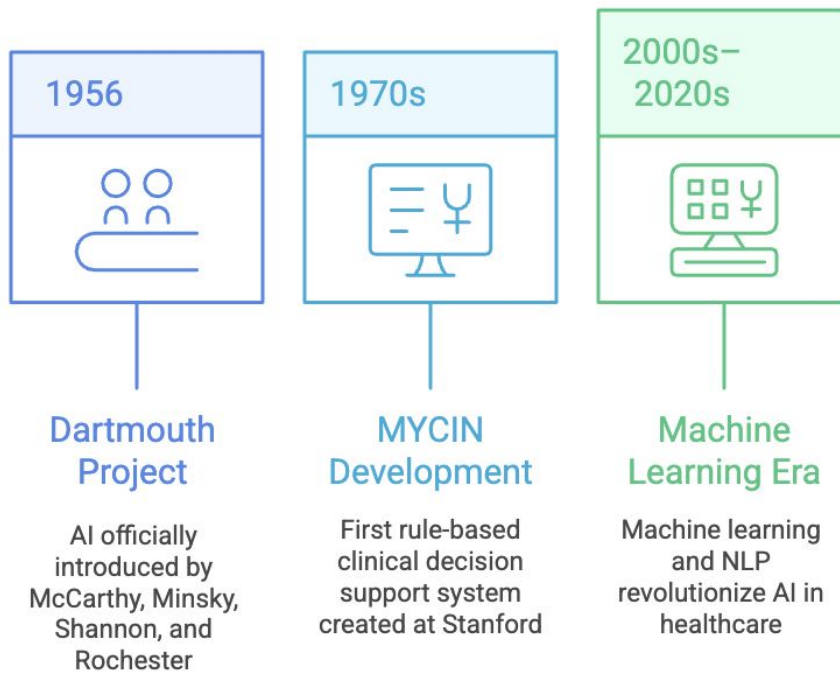 1956
Dartmouth
Project
AI officially
introduced by
McCarthy, Minsky,
Shannon, and
Rochester
1970s
MYCIN
Development
First rule-based
clinical decision
support system
created at Stanford
2000s–
2020s
Machine
Learning Era
Machine learning
and NLP
revolutionize AI in
healthcare